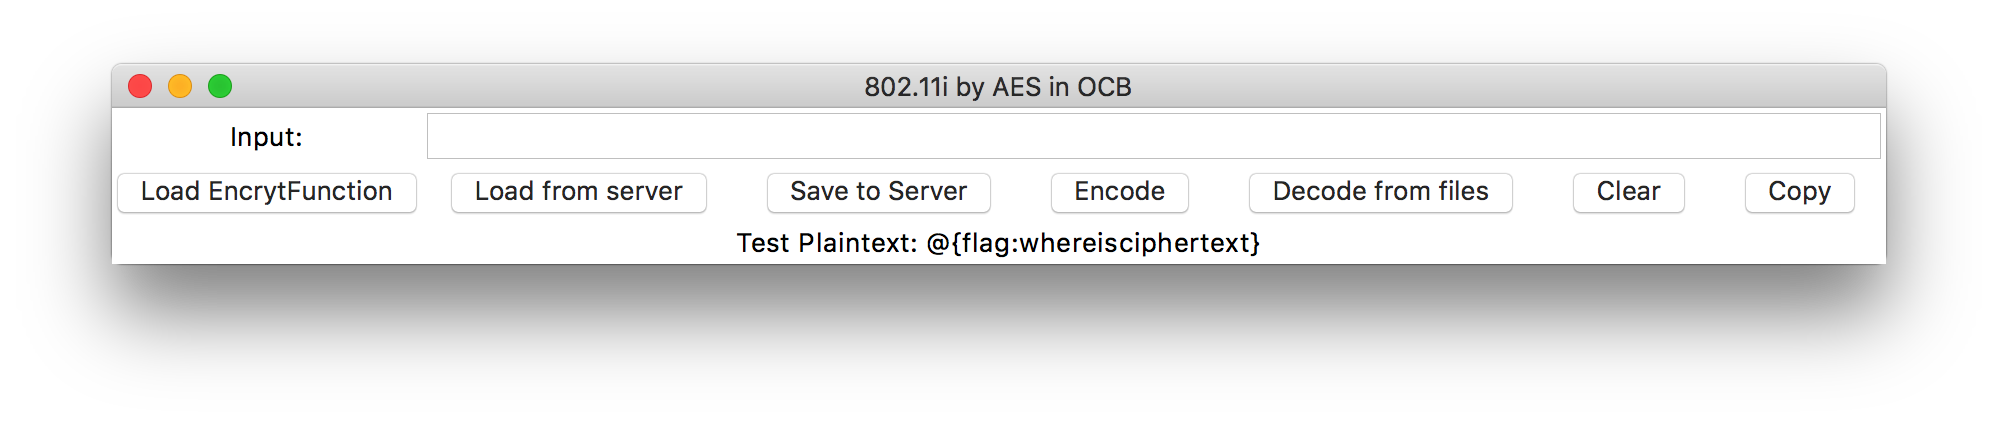 802.11i by AES in OCB
Input:
Load EncrytFunction Load from server Save to Server Encode Decode from files Clear Copy
Test Plaintext: @{flag:whereisciphertext}